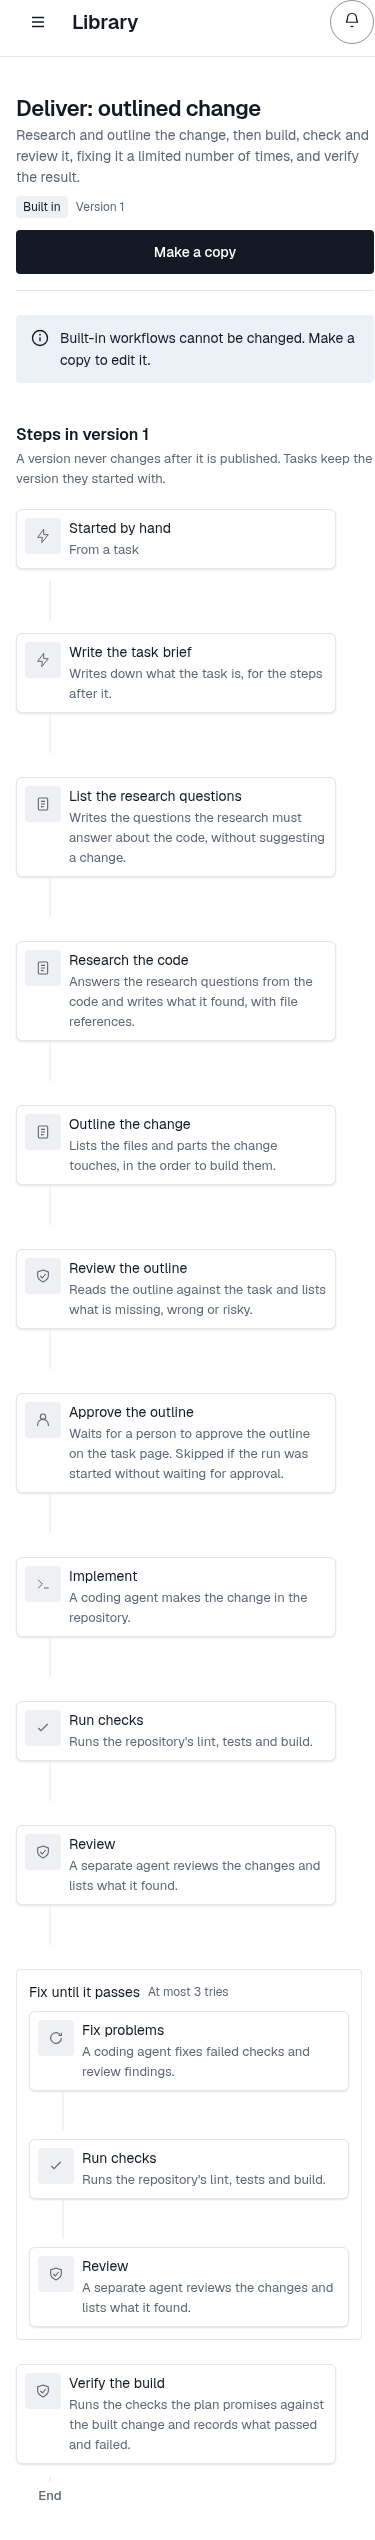 Library
Deliver: outlined change
Research and outline the change, then build, check and
review it, fixing it a limited number of times, and verify
the result.
Built in Version 1
Make a copy
Built-in workflows cannot be changed. Make a
copy to edit it.
Steps in version 1
A version never changes after it is published. Tasks keep the
version they started with.
Started by hand
From a task
Write the task brief
Writes down what the task is, for the steps
after it.
List the research questions
Writes the questions the research must
answer about the code, without suggesting
a change.
Research the code
Answers the research questions from the
code and writes what it found, with file
references.
Outline the change
Lists the files and parts the change
touches, in the order to build them.
Review the outline
Reads the outline against the task and lists
what is missing, wrong or risky.
Approve the outline
Waits for a person to approve the outline
on the task page. Skipped if the run was
started without waiting for approval.
Implement
A coding agent makes the change in the
repository.
Run checks
Runs the repository's lint, tests and build.
Review
A separate agent reviews the changes and
lists what it found.
Fix until it passes At most 3 tries
Fix problems
A coding agent fixes failed checks and
review findings.
Run checks
Runs the repository's lint, tests and build.
Review
A separate agent reviews the changes and
lists what it found.
Verify the build
Runs the checks the plan promises against
the built change and records what passed
and failed.
End